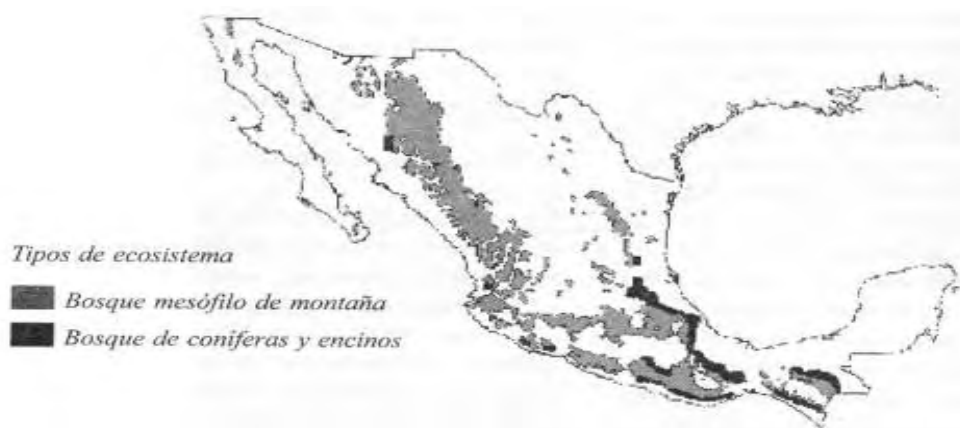 Tipos de ecosistema
Bosque mesófilo de montaña
Bosque de coníferas y encinos